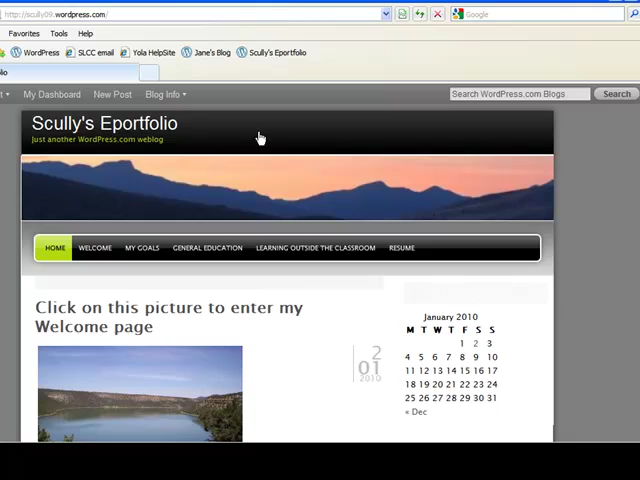 http://scully09.wordpress.com/
Google
Favorites Tools Help
WordPress SLCC email Yola HelpSite Jane's Blog Scully's Eportfolio
lio
t My Dashboard New Post Blog Info Search WordPress.com Blogs Search
Scully's Eportfolio
Just another WordPress.com weblog
HOME WELCOME MY GOALS GENERAL EDUCATION LEARNING OUTSIDE THE CLASSROOM RESUME
Click on this picture to enter my
Welcome page
2
01
2010
January 2010
M T W T F S S
1 2 3
4 5 6 7 8 9 10
11 12 13 14 15 16 17
18 19 20 21 22 23 24
25 26 27 28 29 30 31
« Dec